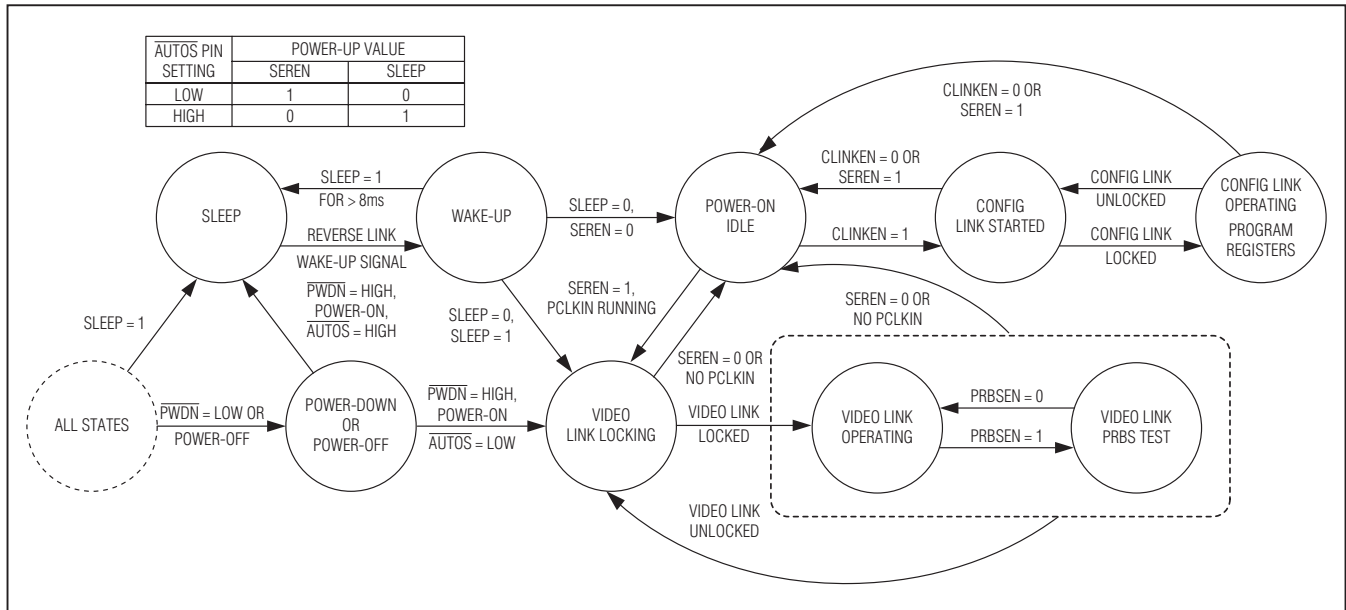 AUTOS PIN
SETTING
POWER-UP VALUE
SEREN
SLEEP
LOW
1
0
HIGH
0
1
CLINKEN = 0 OR
SEREN = 1
SLEEP = 1
FOR > 8ms
SLEEP
WAKE-UP
REVERSE LINK
WAKE-UP SIGNAL
SLEEP = 0,
SEREN = 0
POWER-ON
IDLE
CLINKEN = 0 OR
SEREN = 1
CLINKEN = 1
CONFIG
LINK STARTED
CONFIG LINK
UNLOCKED
CONFIG LINK
LOCKED
CONFIG LINK
OPERATING
PROGRAM
REGISTERS
SLEEP = 1
PWDN = HIGH,
POWER-ON,
AUTOS = HIGH
SLEEP = 0,
SLEEP = 1
SEREN = 1,
PCLKIN RUNNING
SEREN = 0 OR
NO PCLKIN
SEREN = 0 OR
NO PCLKIN
ALL STATES
PWDN = LOW OR
POWER-OFF
POWER-DOWN
OR
POWER-OFF
PWDN = HIGH,
POWER-ON
AUTOS = LOW
VIDEO
LINK LOCKING
VIDEO LINK
LOCKED
VIDEO LINK
OPERATING
PRBSEN = 0
PRBSEN = 1
VIDEO LINK
PRBS TEST
VIDEO LINK
UNLOCKED